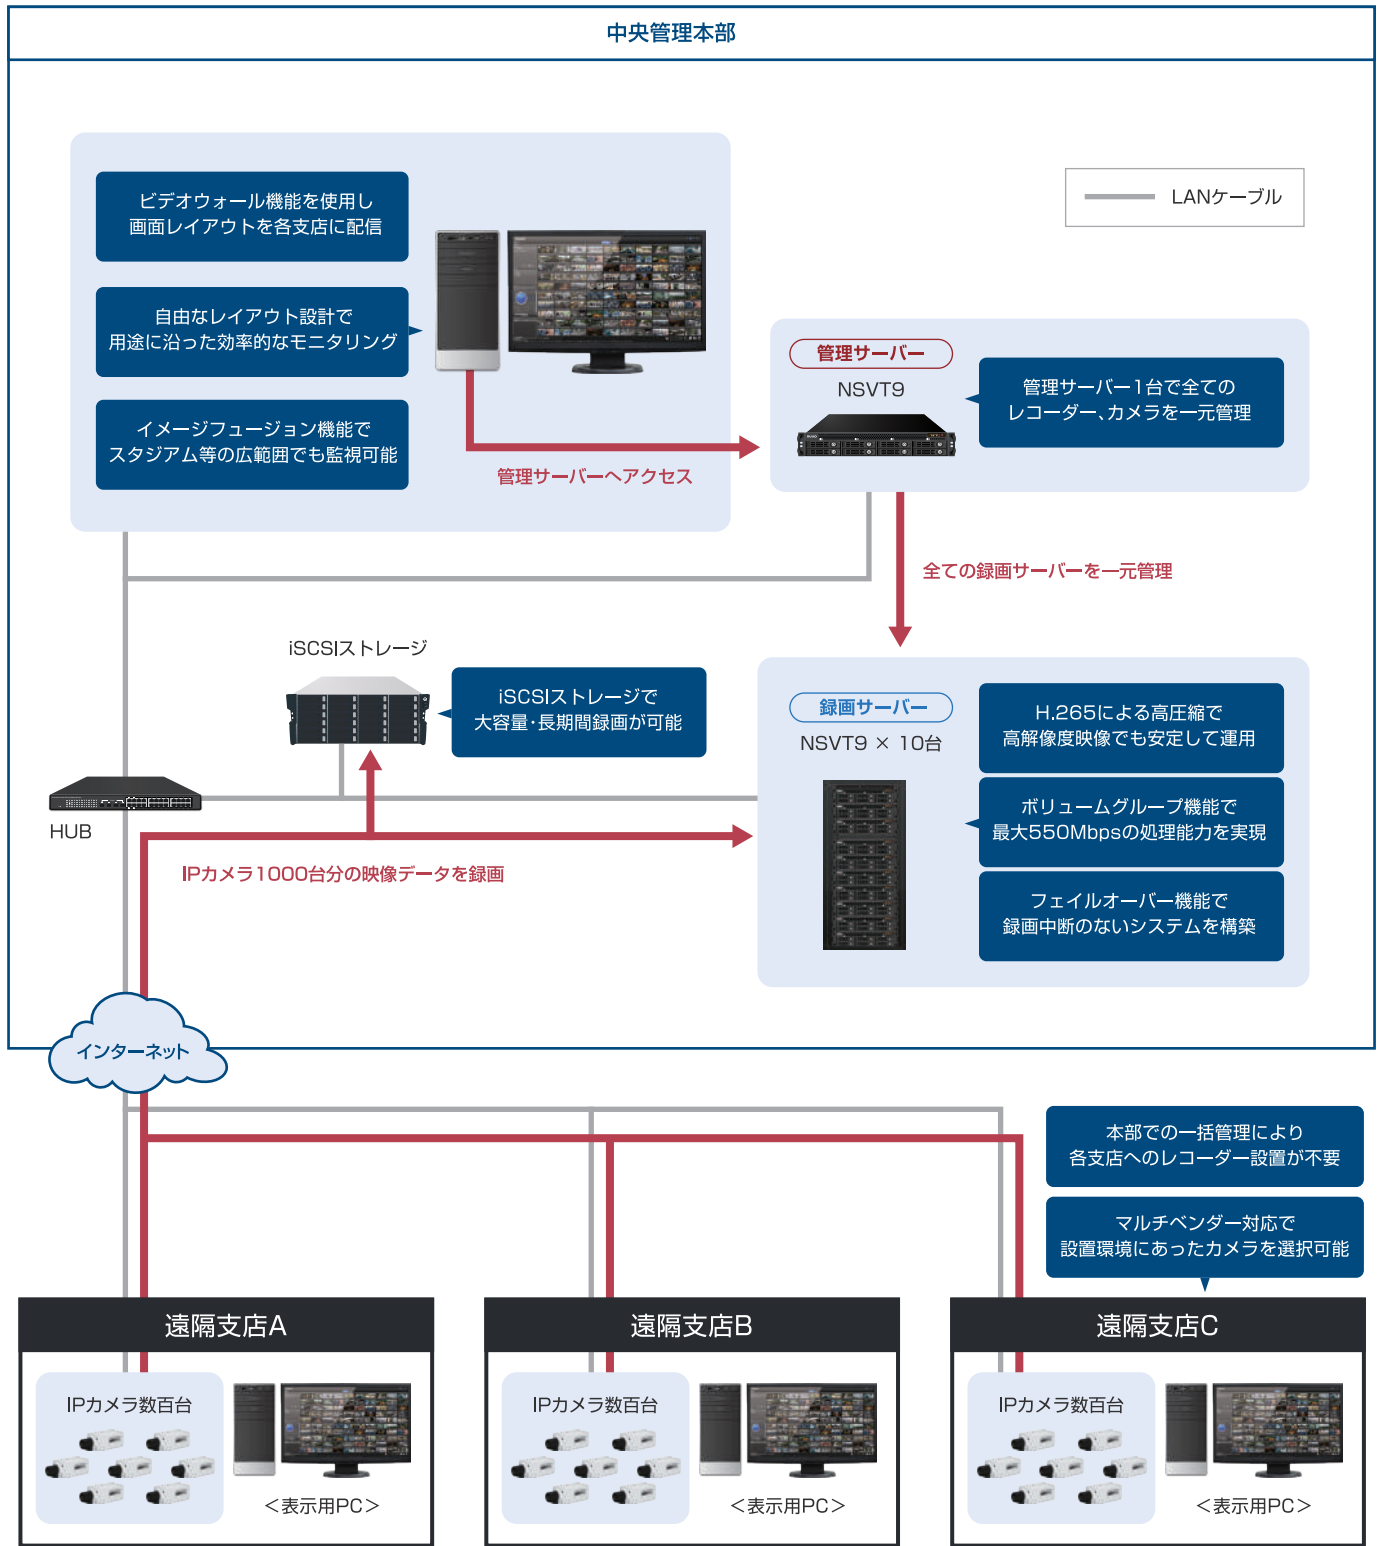 中央管理本部
ビデオウォール機能を使用し
画面レイアウトを各支店に配信
自由なレイアウト設計で
用途に沿った効率的なモニタリング
イメージフュージョン機能で
スタジアム等の広範囲でも監視可能
LANケーブル
管理サーバー
NSVT9
管理サーバー1台で全ての
レコーダー、カメラを一元管理
管理サーバーへアクセス
全ての録画サーバーを一元管理
iSCSIストレージ
iSCSIストレージで
大容量・長期間録画が可能
録画サーバー
NSVT9 × 10台
H.265による高圧縮で
高解像度映像でも安定して運用
ボリュームグループ機能で
最大550Mbpsの処理能力を実現
フェイルオーバー機能で
録画中断のないシステムを構築
HUB
IPカメラ1000台分の映像データを録画
インターネット
本部での一括管理により
各支店へのレコーダー設置が不要
マルチベンダー対応で
設置環境にあったカメラを選択可能
遠隔支店A
IPカメラ数百台
＜表示用PC＞
遠隔支店B
IPカメラ数百台
＜表示用PC＞
遠隔支店C
IPカメラ数百台
＜表示用PC＞